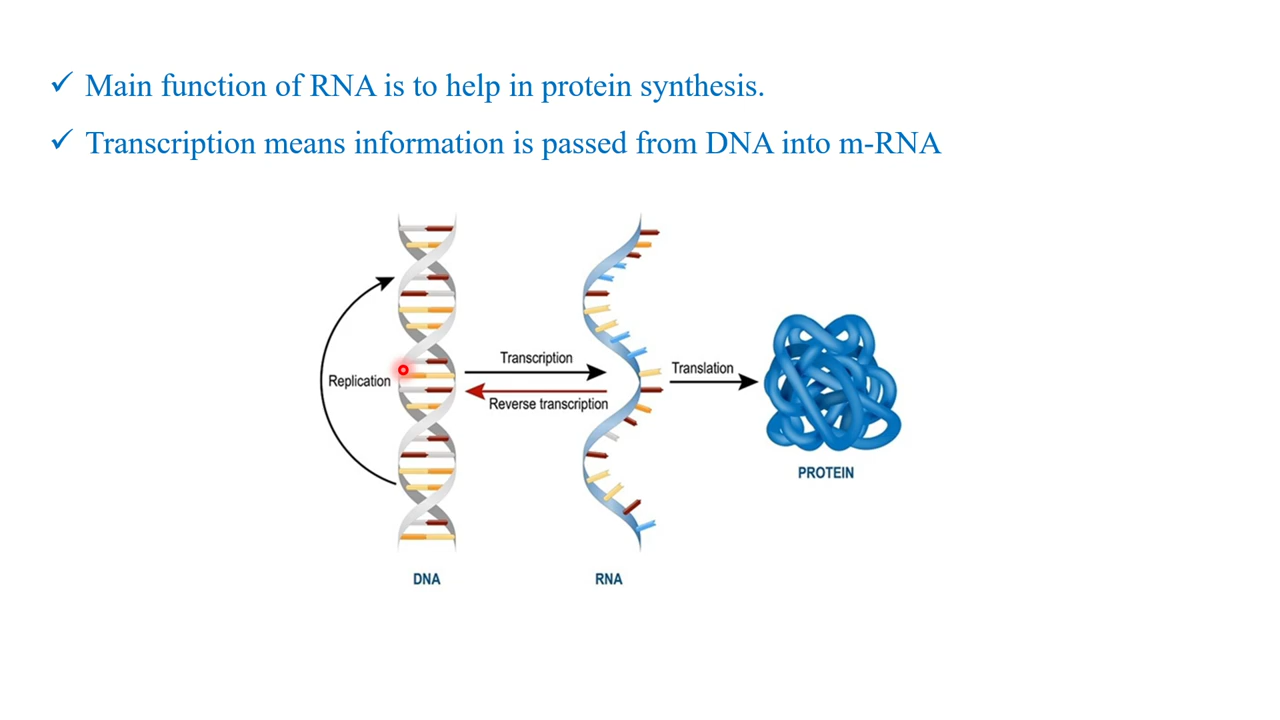 ✓ Main function of RNA is to help in protein synthesis.
✓ Transcription means information is passed from DNA into m-RNA
Transcription
Translation
Replication
Reverse transcription
PROTEIN
DNA
RNA